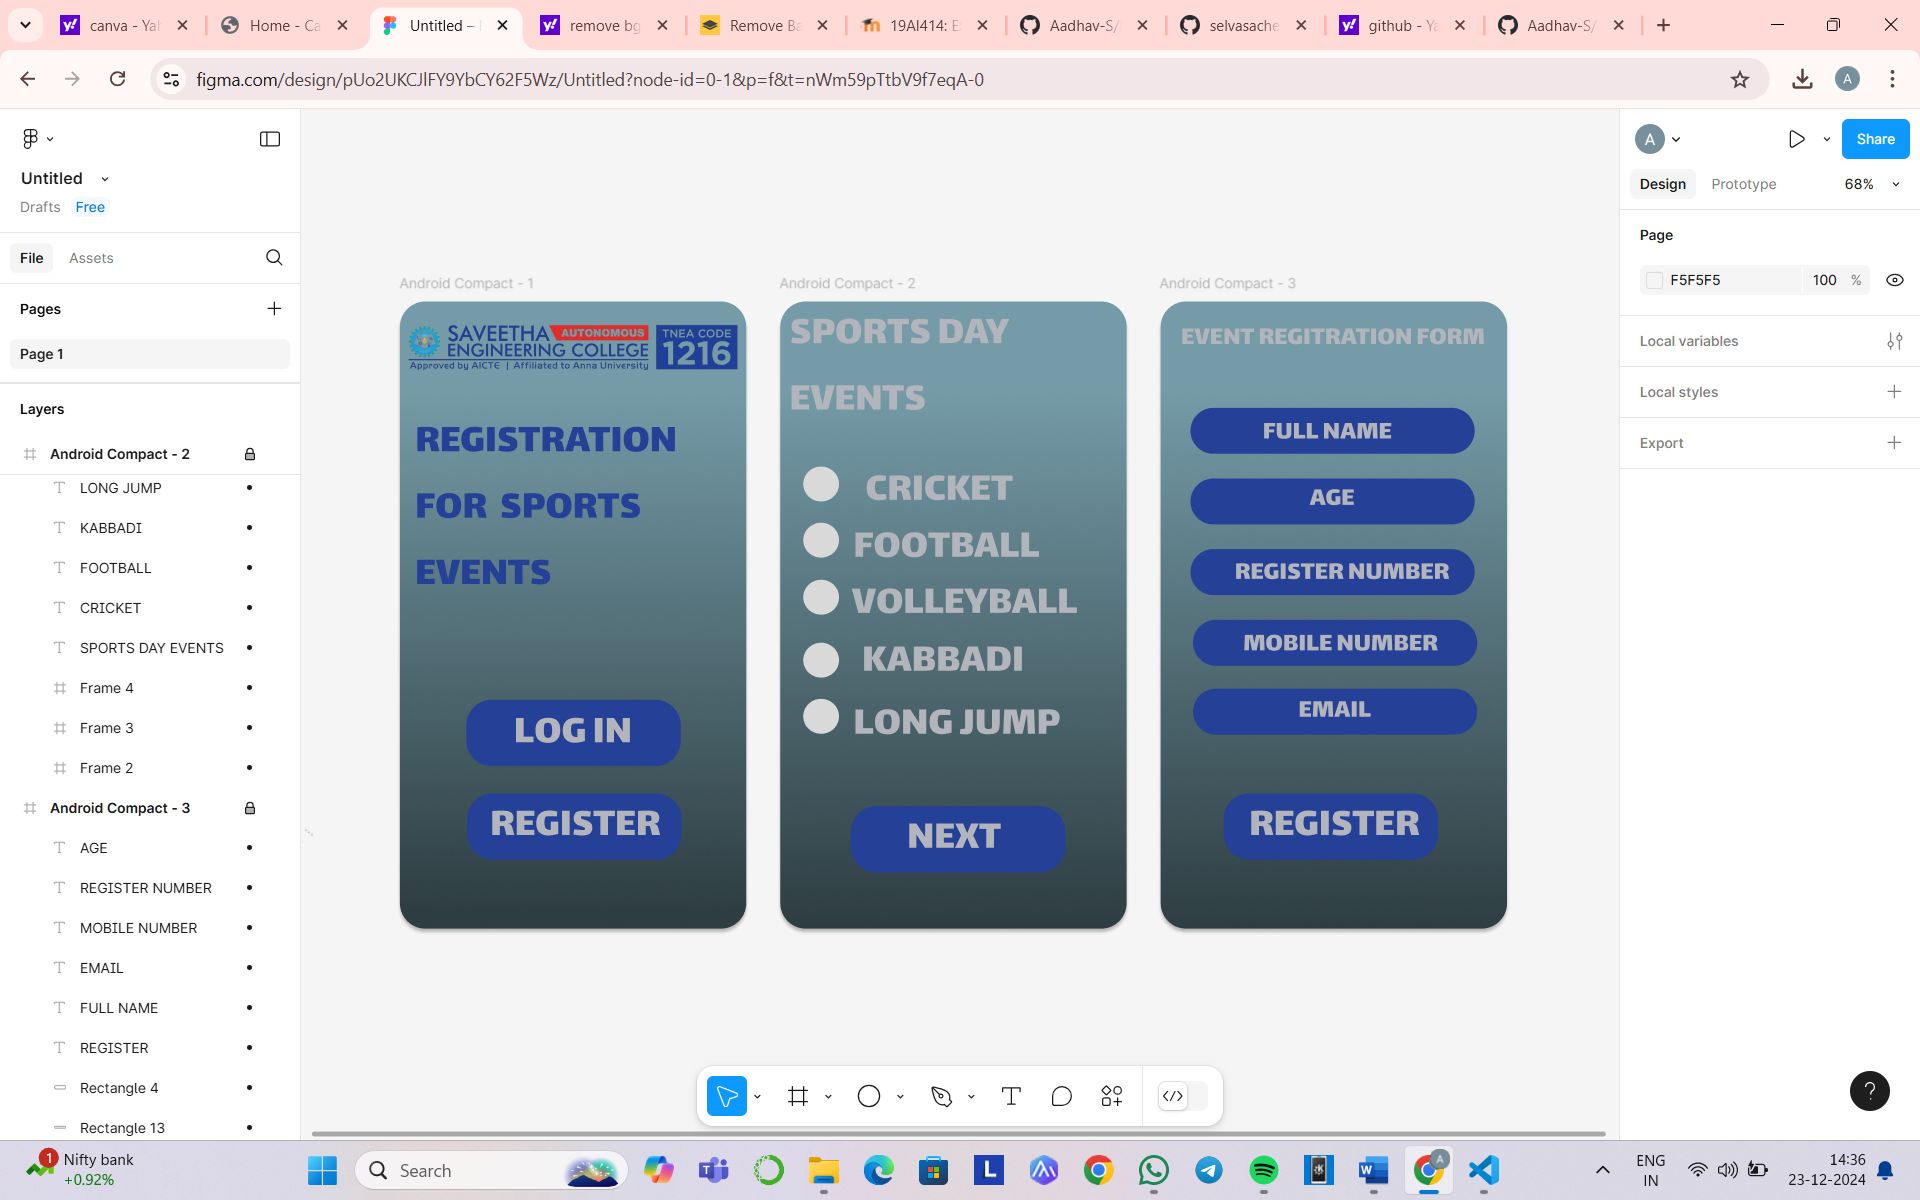 canva - Yah
Home - Ca
Untitled –
remove bg
Remove Ba
19AI414: E
Aadhav-S/
selvasache
github - Ya
Aadhav-S/
figma.com/design/pUo2UKCJlFY9YbCY62F5Wz/Untitled?node-id=0-1&p=f&t=nWm59pTtbV9f7eqA-0
A
Untitled
Drafts Free
File Assets
Pages
Page 1
Layers
Android Compact - 2
LONG JUMP
KABBADI
FOOTBALL
CRICKET
SPORTS DAY EVENTS
Frame 4
Frame 3
Frame 2
Android Compact - 3
AGE
REGISTER NUMBER
MOBILE NUMBER
EMAIL
FULL NAME
REGISTER
Rectangle 4
Rectangle 13
Android Compact - 1
SAVEETHA AUTONOMOUS
ENGINEERING COLLEGE
Approved by AICTE | Affiliated to Anna University
TNEA CODE
1216
REGISTRATION
FOR SPORTS
EVENTS
LOG IN
REGISTER
Android Compact - 2
SPORTS DAY
EVENTS
CRICKET
FOOTBALL
VOLLEYBALL
KABBADI
LONG JUMP
NEXT
Android Compact - 3
EVENT REGITRATION FORM
FULL NAME
AGE
REGISTER NUMBER
MOBILE NUMBER
EMAIL
REGISTER
A
Share
Design Prototype 68%
Page
F5F5F5 100 %
Local variables
Local styles
Export
?
1
Nifty bank
+0.92%
Search
L
W
A
ENG
IN
14:36
23-12-2024